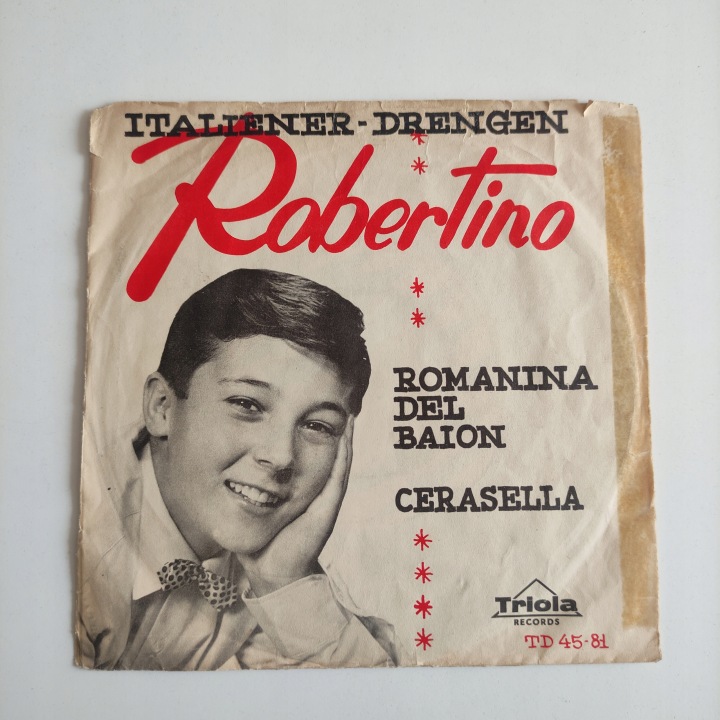 ITALIENER-DRENGEN
Robertino
ROMANINA
DEL
BAION
CERASELLA
Triola
RECORDS
TD 45-81